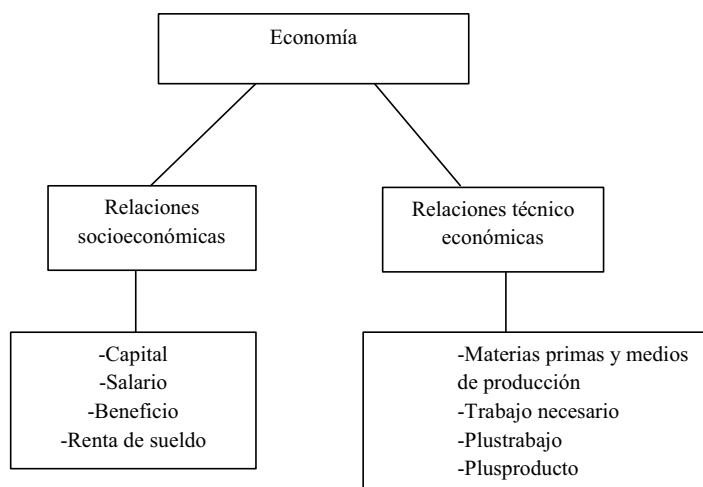 Economía
Relaciones
socioeconómicas
Relaciones técnico
económicas
-Capital
-Salario
-Beneficio
-Renta de sueldo
-Materias primas y medios
de producción
-Trabajo necesario
-Plustrabajo
-Plusproducto